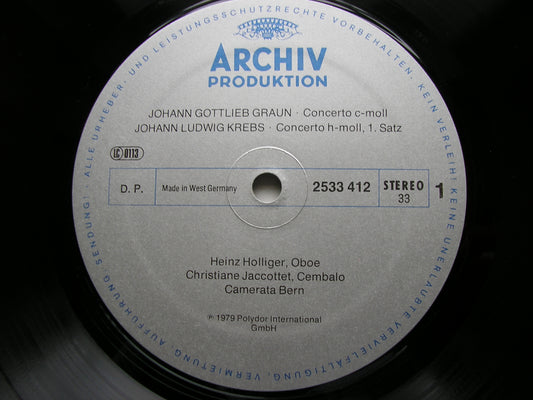 ALLE URHEBER- UND LEISTUNGSSCHUTZRECHTE VORBEHALTEN· KEIN VERLEIH! KEINE UNERLAUBTE VERVIELFÄLTIGUNG, VERMIETUNG, AUFFÜHRUNG, SENDUNG! ·
ARCHIV
PRODUKTION
JOHANN GOTTLIEB GRAUN · Concerto c-moll
JOHANN LUDWIG KREBS · Concerto h-moll, 1. Satz
LC 0113
D. P. Made in West Germany 2533 412 STEREO 1
33
Heinz Holliger, Oboe
Christiane Jaccottet, Cembalo
Camerata Bern
℗ 1979 Polydor International
GmbH